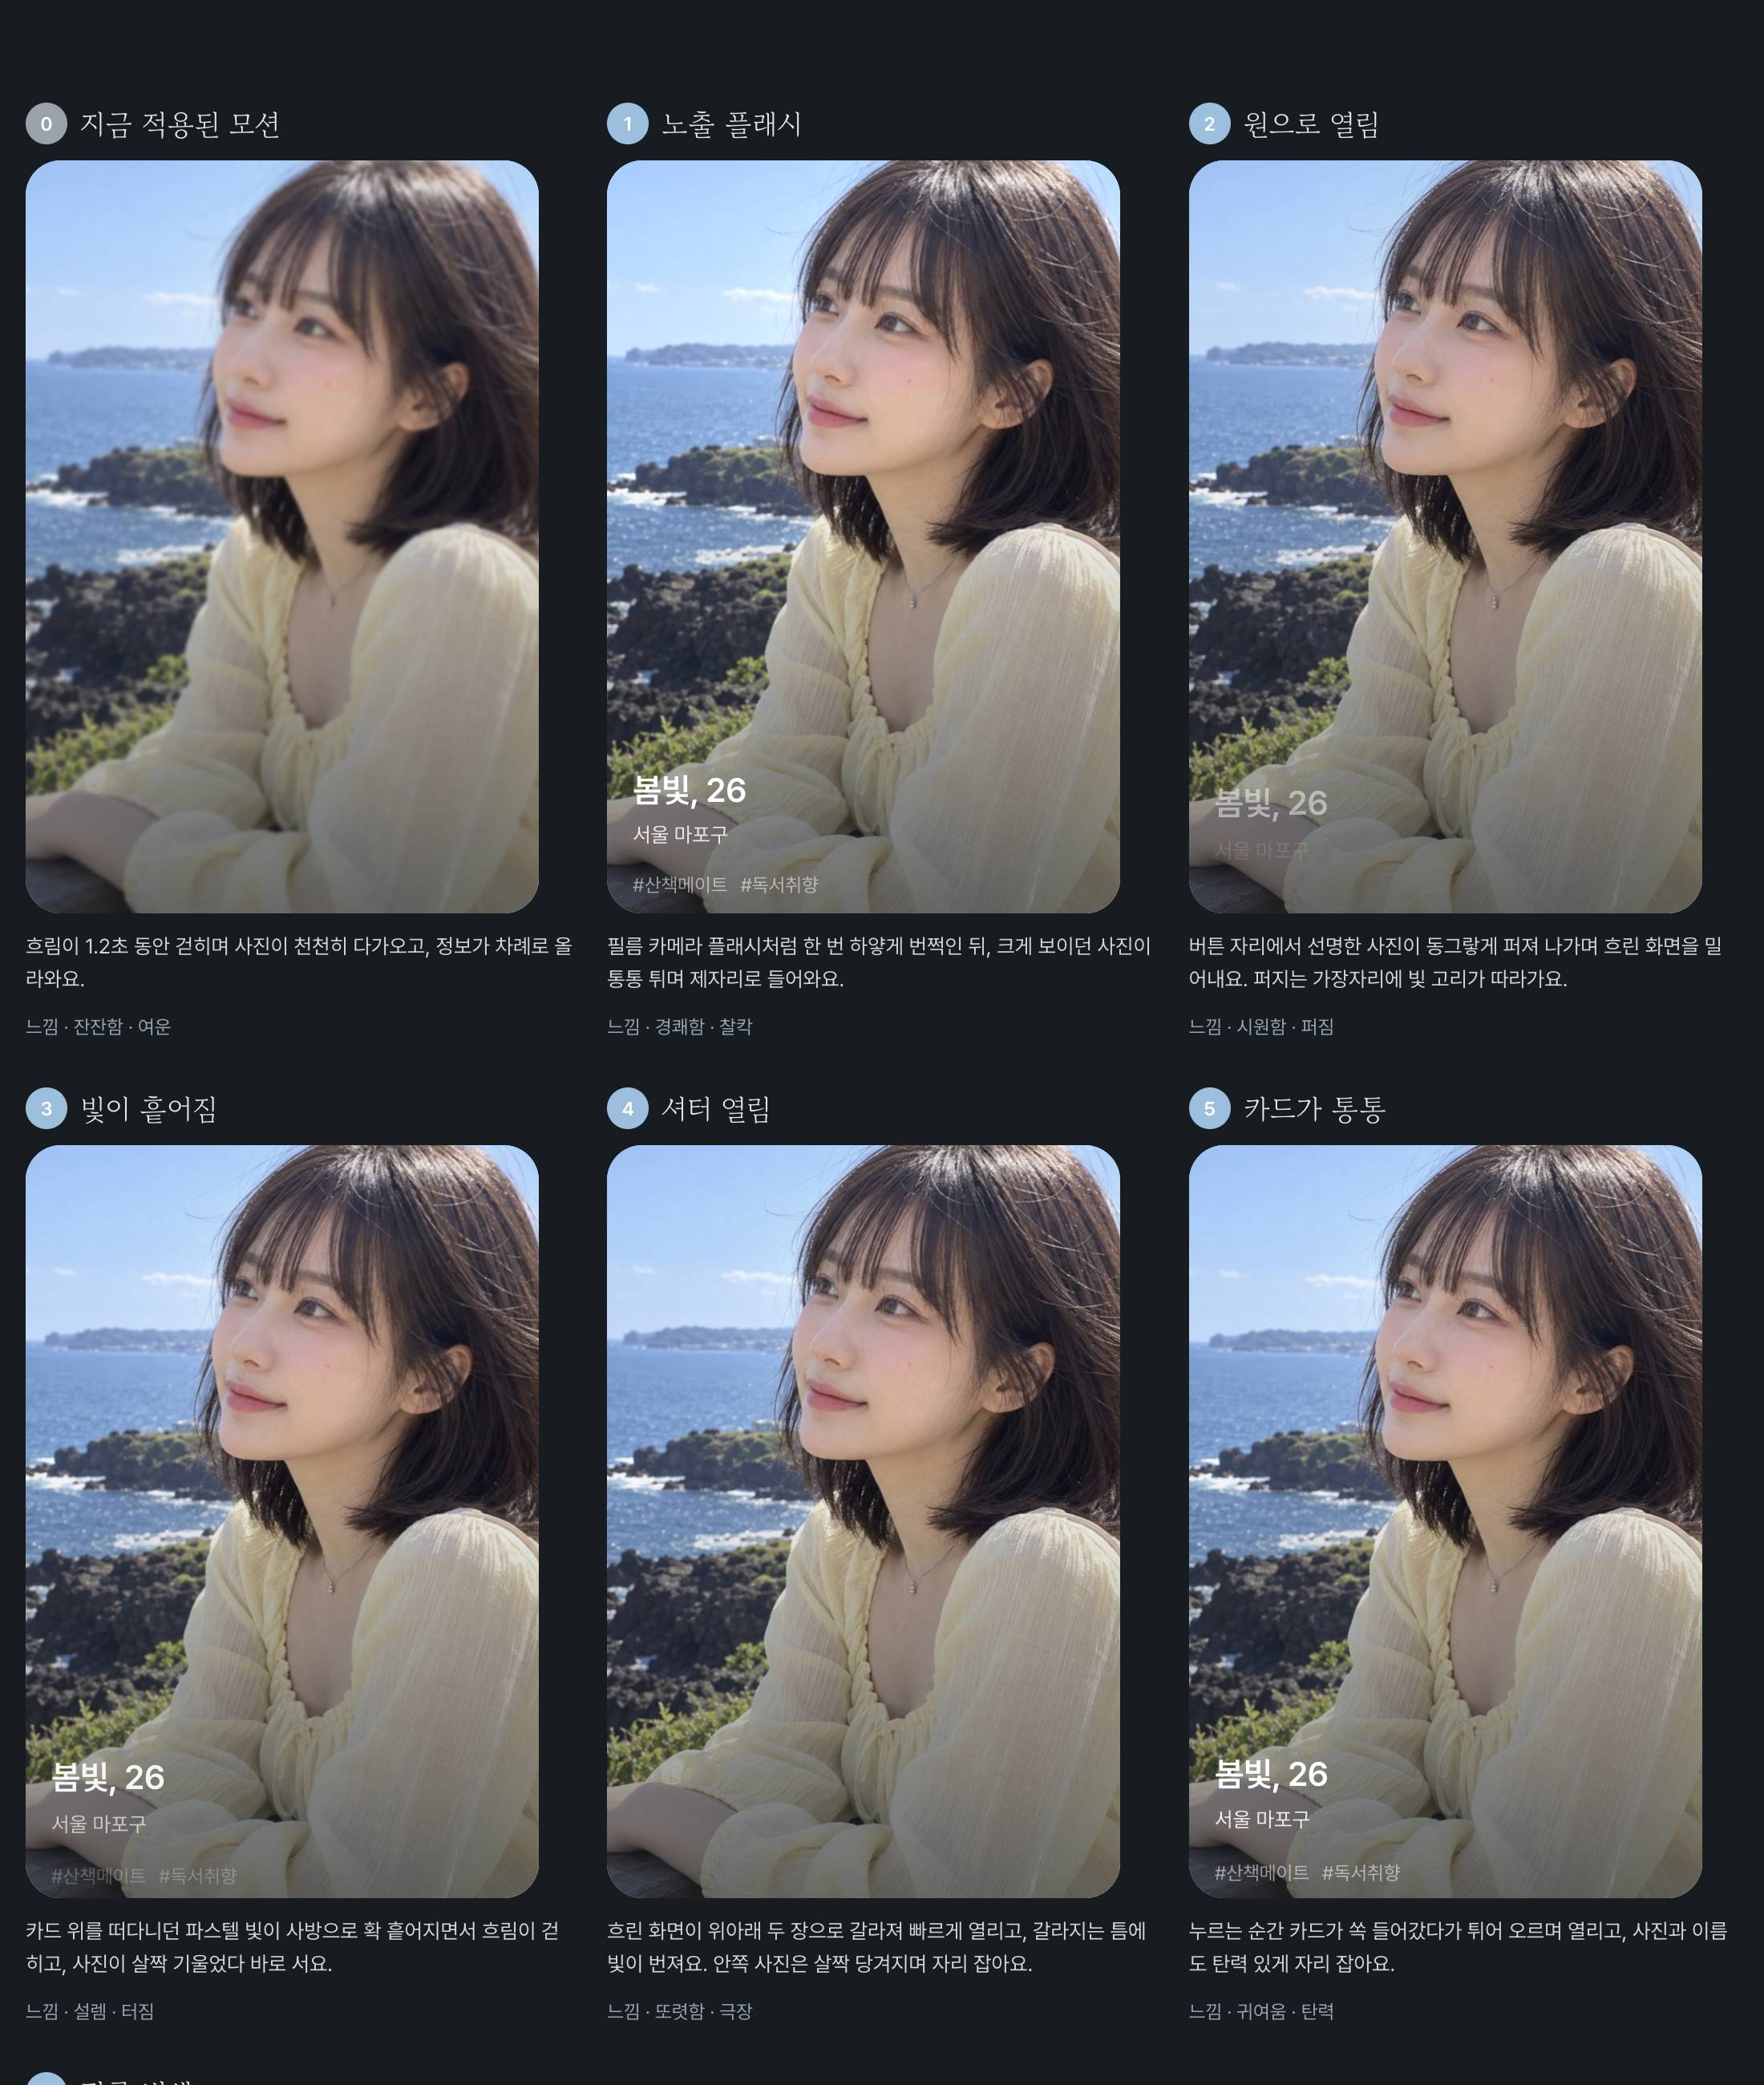 0 지금 적용된 모션
1 노출 플래시
2 원으로 열림
봄빛, 26
서울 마포구
#산책메이트 #독서취향
봄빛, 26
서울 마포구
흐림이 1.2초 동안 걷히며 사진이 천천히 다가오고, 정보가 차례로 올
라와요.
느낌 · 잔잔함 · 여운
필름 카메라 플래시처럼 한 번 하얗게 번쩍인 뒤, 크게 보이던 사진이
통통 튀며 제자리로 들어와요.
느낌 · 경쾌함 · 찰칵
버튼 자리에서 선명한 사진이 동그랗게 퍼져 나가며 흐린 화면을 밀
어내요. 퍼지는 가장자리에 빛 고리가 따라가요.
느낌 · 시원함 · 퍼짐
3 빛이 흩어짐
4 셔터 열림
5 카드가 통통
봄빛, 26
서울 마포구
#산책메이트 #독서취향
봄빛, 26
서울 마포구
#산책메이트 #독서취향
카드 위를 떠다니던 파스텔 빛이 사방으로 확 흩어지면서 흐림이 걷
히고, 사진이 살짝 기울었다 바로 서요.
느낌 · 설렘 · 터짐
흐린 화면이 위아래 두 장으로 갈라져 빠르게 열리고, 갈라지는 틈에
빛이 번져요. 안쪽 사진은 살짝 당겨지며 자리 잡아요.
느낌 · 또렷함 · 극장
누르는 순간 카드가 쏙 들어갔다가 튀어 오르며 열리고, 사진과 이름
도 탄력 있게 자리 잡아요.
느낌 · 귀여움 · 탄력